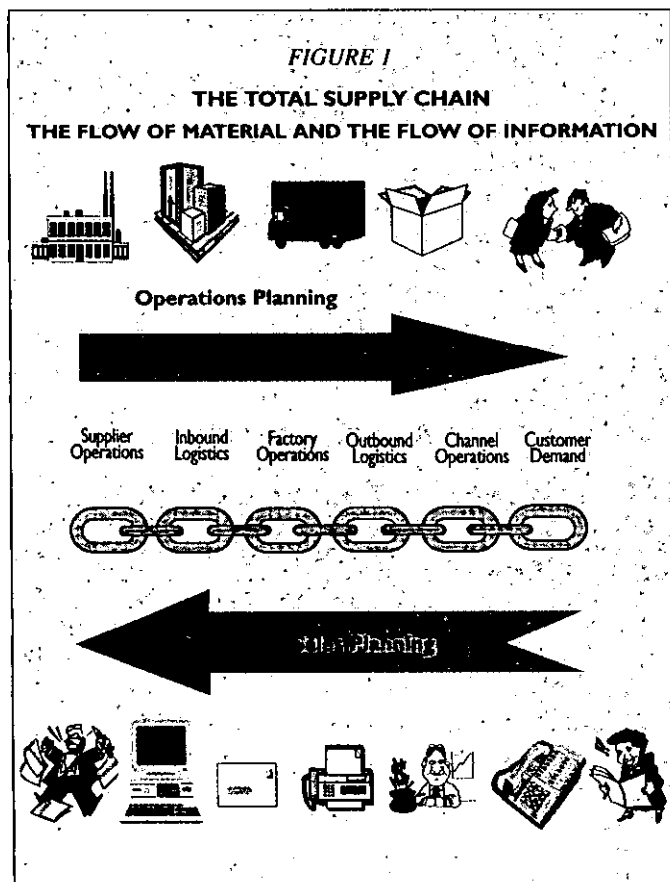 FIGURE 1
THE TOTAL SUPPLY CHAIN
THE FLOW OF MATERIAL AND THE FLOW OF INFORMATION
Operations Planning
Supplier Operations
Inbound Logistics
Factory Operations
Outbound Logistics
Channel Operations
Customer Demand
Planning